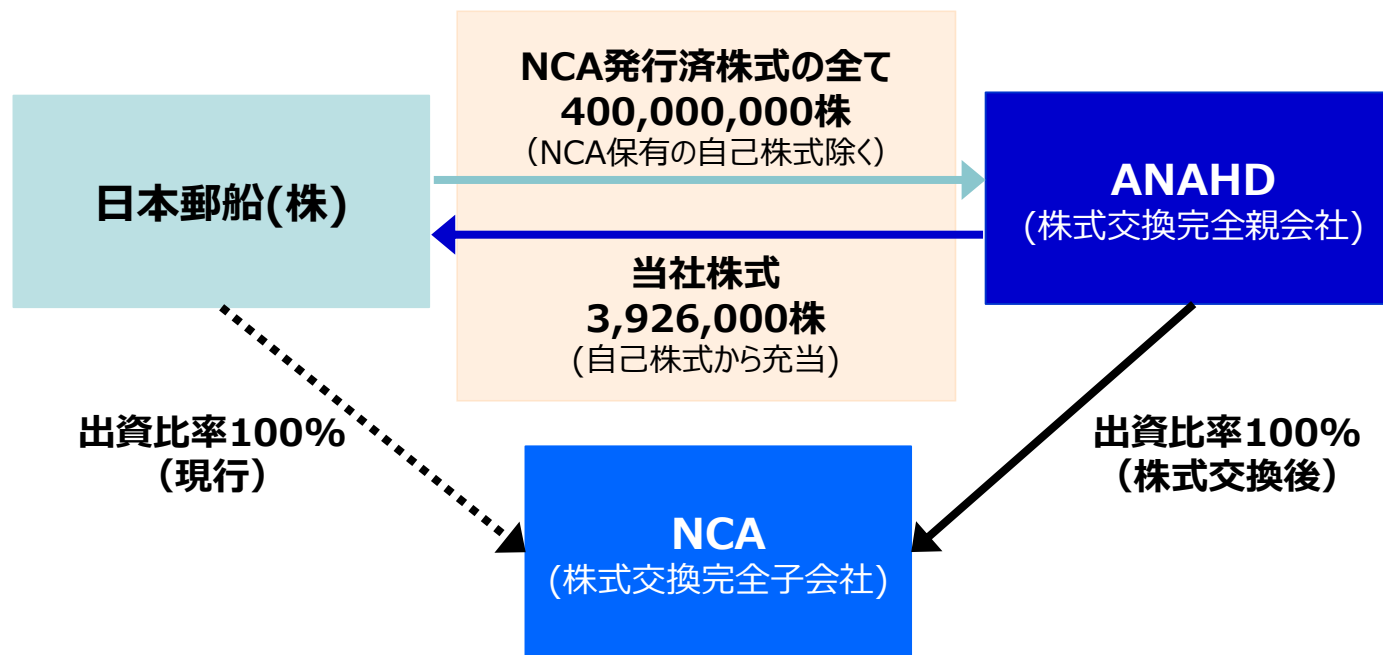 NCA発行済株式の全て
400,000,000株
（NCA保有の自己株式除く）
日本郵船(株)
ANAHD
(株式交換完全親会社)
当社株式
3,926,000株
(自己株式から充当)
出資比率100%
（現行）
出資比率100%
（株式交換後）
NCA
(株式交換完全子会社)